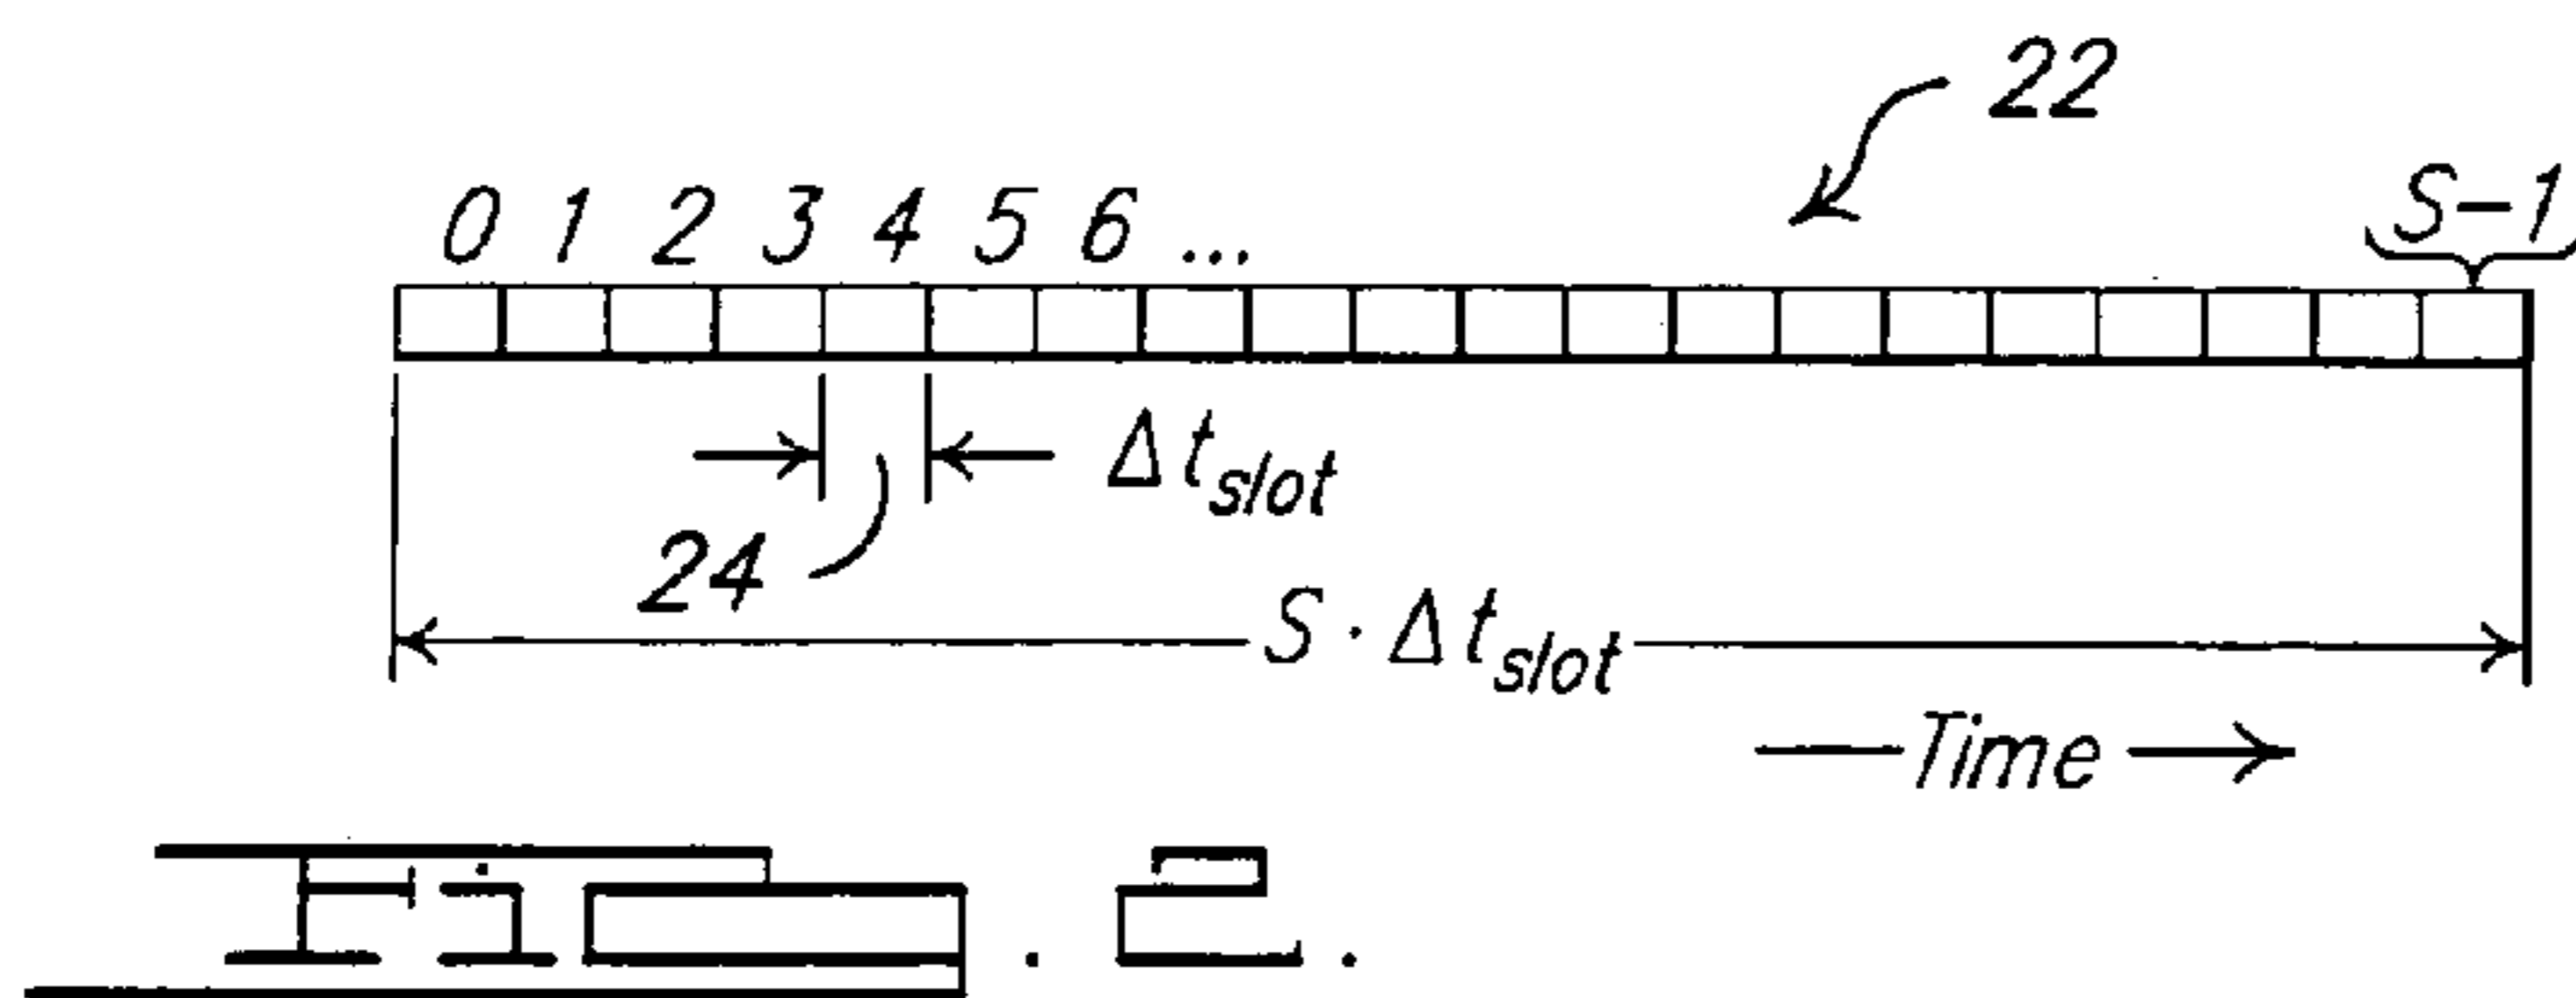 22
0 1 2 3 4 5 6 ... S-1
Δt_slot
24
S · Δt_slot
Time
Fig. 2.